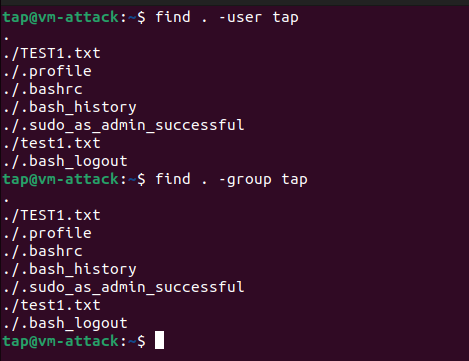 tap@vm-attack:~$ find . -user tap
.
./TEST1.txt
./.profile
./.bashrc
./.bash_history
./.sudo_as_admin_successful
./test1.txt
./.bash_logout
tap@vm-attack:~$ find . -group tap
.
./TEST1.txt
./.profile
./.bashrc
./.bash_history
./.sudo_as_admin_successful
./test1.txt
./.bash_logout
tap@vm-attack:~$